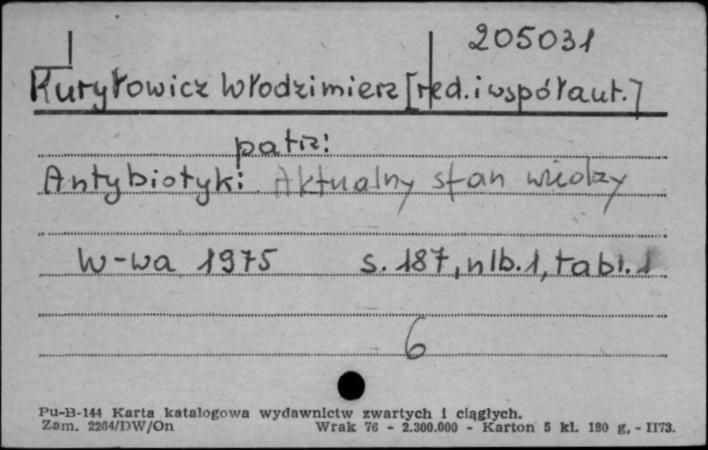 205031
Kuryłowicz Włodzimierz [red. i współaut.]
patrz:
Antybiotyki. Aktualny stan wiedzy
W-wa 1975 s. 187, nlb. 1, tabl. 1
6
Pu-B-144 Karta katalogowa wydawnictw zwartych i ciągłych.
Zam. 2264/DW/On Wrak 76 - 2.300.000 - Karton 5 kl. 180 g. - II73.